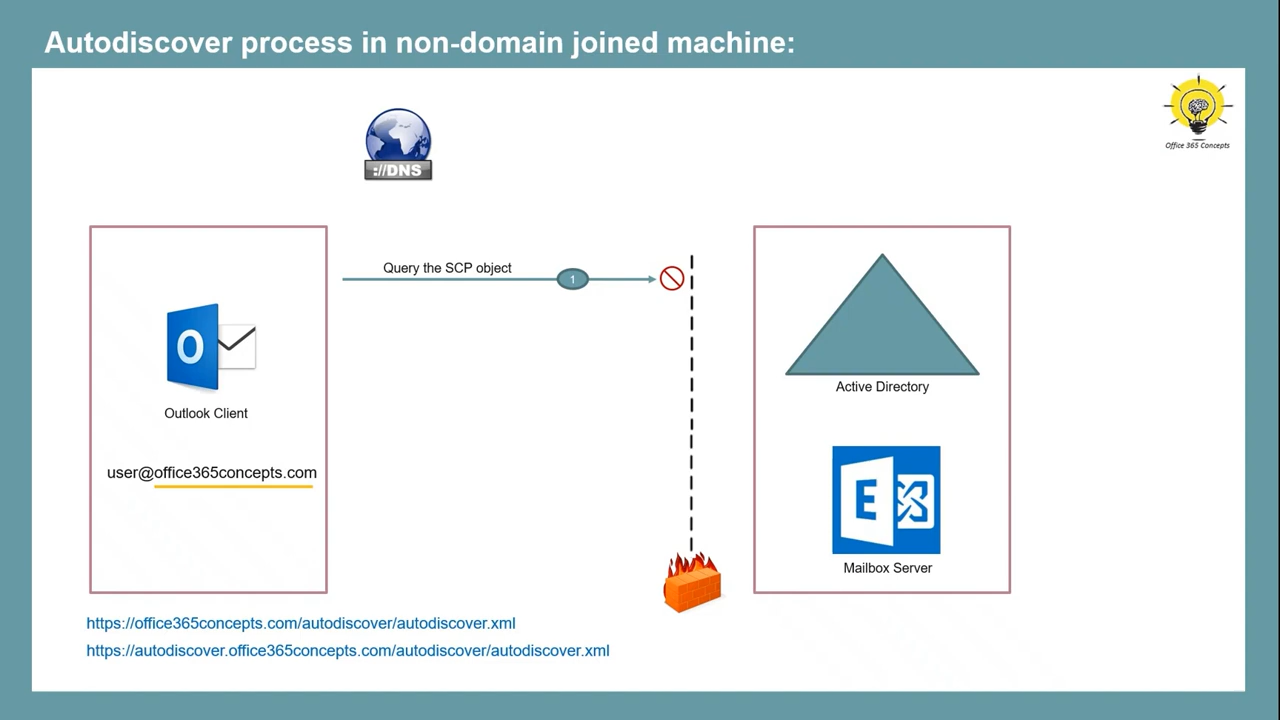 Autodiscover process in non-domain joined machine:
Office 365 Concepts
://DNS
Query the SCP object
1
O
Outlook Client
user@office365concepts.com
Active Directory
E
Mailbox Server
https://office365concepts.com/autodiscover/autodiscover.xml
https://autodiscover.office365concepts.com/autodiscover/autodiscover.xml